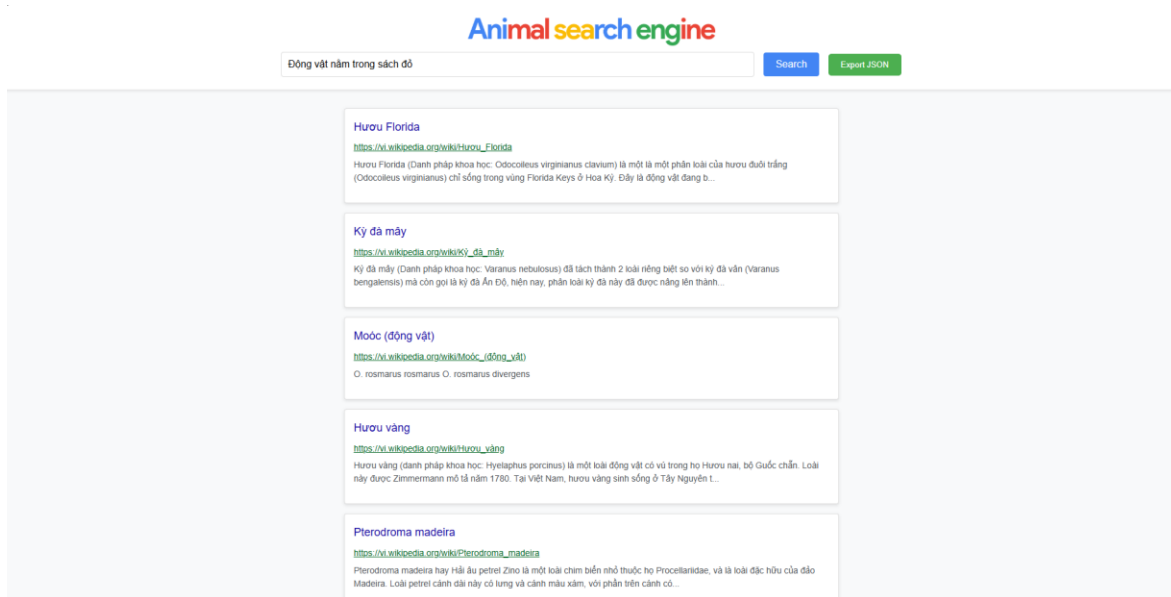 Animal search engine
Động vật nằm trong sách đỏ
Search
Export JSON
Hươu Florida
https://vi.wikipedia.org/wiki/Hươu_Florida
Hươu Florida (Danh pháp khoa học: Odocoileus virginianus clavium) là một là một phân loài của hươu đuôi trắng
(Odocoileus virginianus) chỉ sống trong vùng Florida Keys ở Hoa Kỳ. Đây là động vật đang b...
Kỳ đà mây
https://vi.wikipedia.org/wiki/Kỳ_đà_mây
Kỳ đà mây (Danh pháp khoa học: Varanus nebulosus) đã tách thành 2 loài riêng biệt so với kỳ đà vân (Varanus
bengalensis) mà còn gọi là kỳ đà Ấn Độ, hiện nay, phân loài kỳ đà này đã được nâng lên thành...
Moóc (động vật)
https://vi.wikipedia.org/wiki/Moóc_(động_vật)
O. rosmarus rosmarus O. rosmarus divergens
Hươu vàng
https://vi.wikipedia.org/wiki/Hươu_vàng
Hươu vàng (danh pháp khoa học: Hyelaphus porcinus) là một loài động vật có vú trong họ Hươu nai, bộ Guốc chẵn. Loài
này được Zimmermann mô tả năm 1780. Tại Việt Nam, hươu vàng sinh sống ở Tây Nguyên t...
Pterodroma madeira
https://vi.wikipedia.org/wiki/Pterodroma_madeira
Pterodroma madeira hay Hải âu petrel Zino là một loài chim biển nhỏ thuộc họ Procellariidae, và là loài đặc hữu của đảo
Madeira. Loài petrel cánh dài này có lưng và cánh màu xám, với phần trên cánh có...